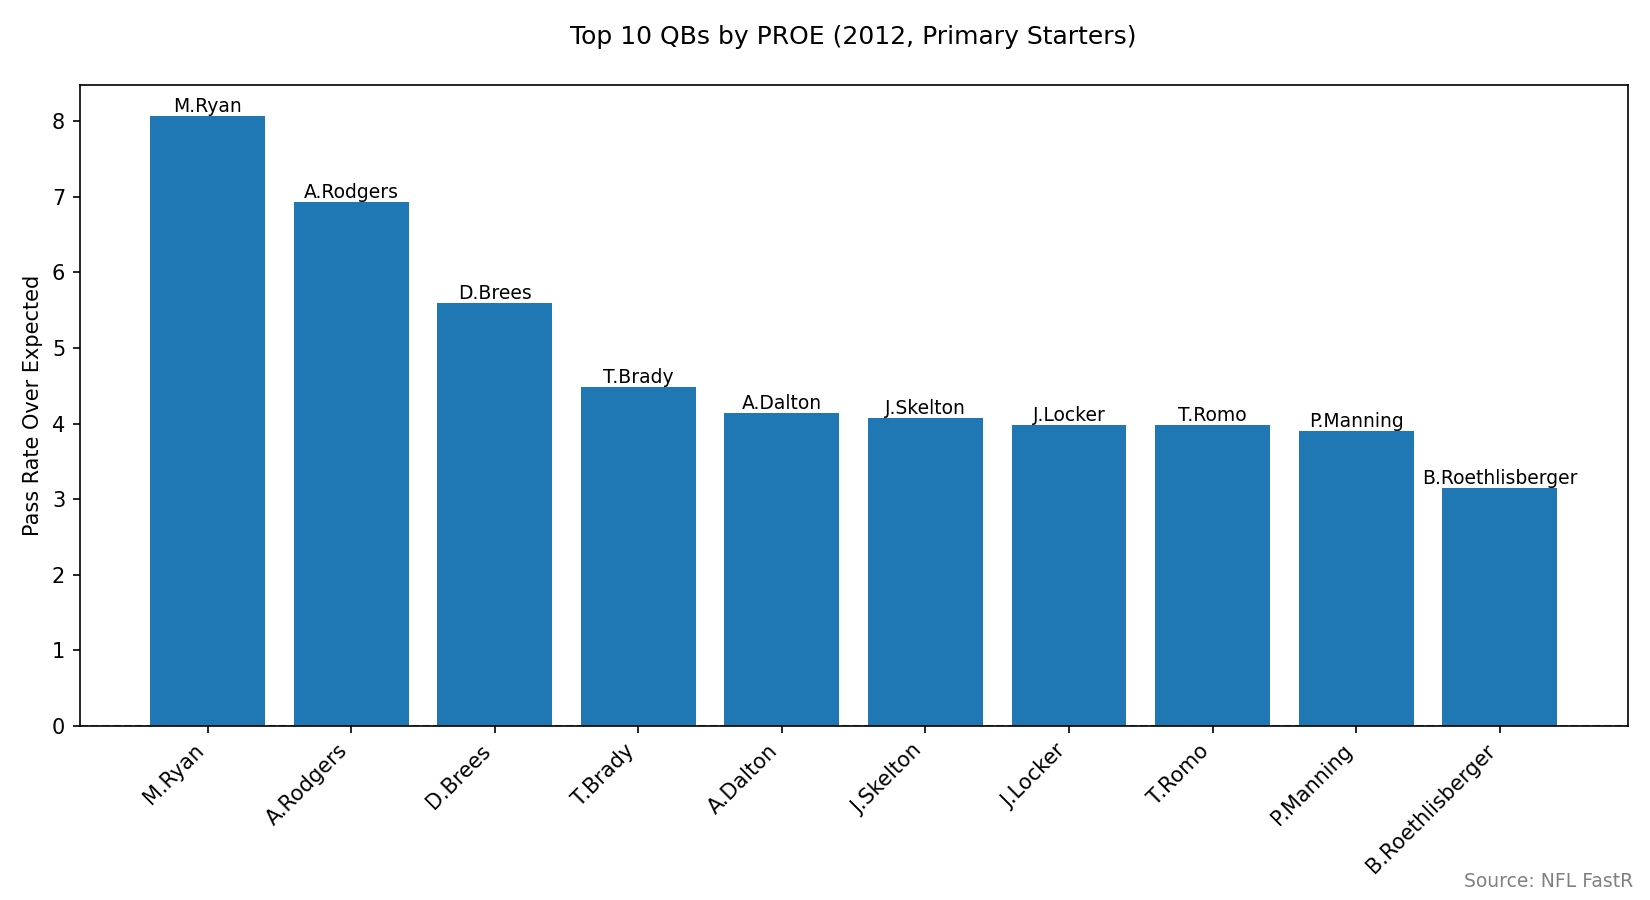 Top 10 QBs by PROE (2012, Primary Starters)
Pass Rate Over Expected
8
7
6
5
4
3
2
1
0
M.Ryan
A.Rodgers
D.Brees
T.Brady
A.Dalton
J.Skelton
J.Locker
T.Romo
P.Manning
B.Roethlisberger
M.Ryan
A.Rodgers
D.Brees
T.Brady
A.Dalton
J.Skelton
J.Locker
T.Romo
P.Manning
B.Roethlisberger
Source: NFL FastR